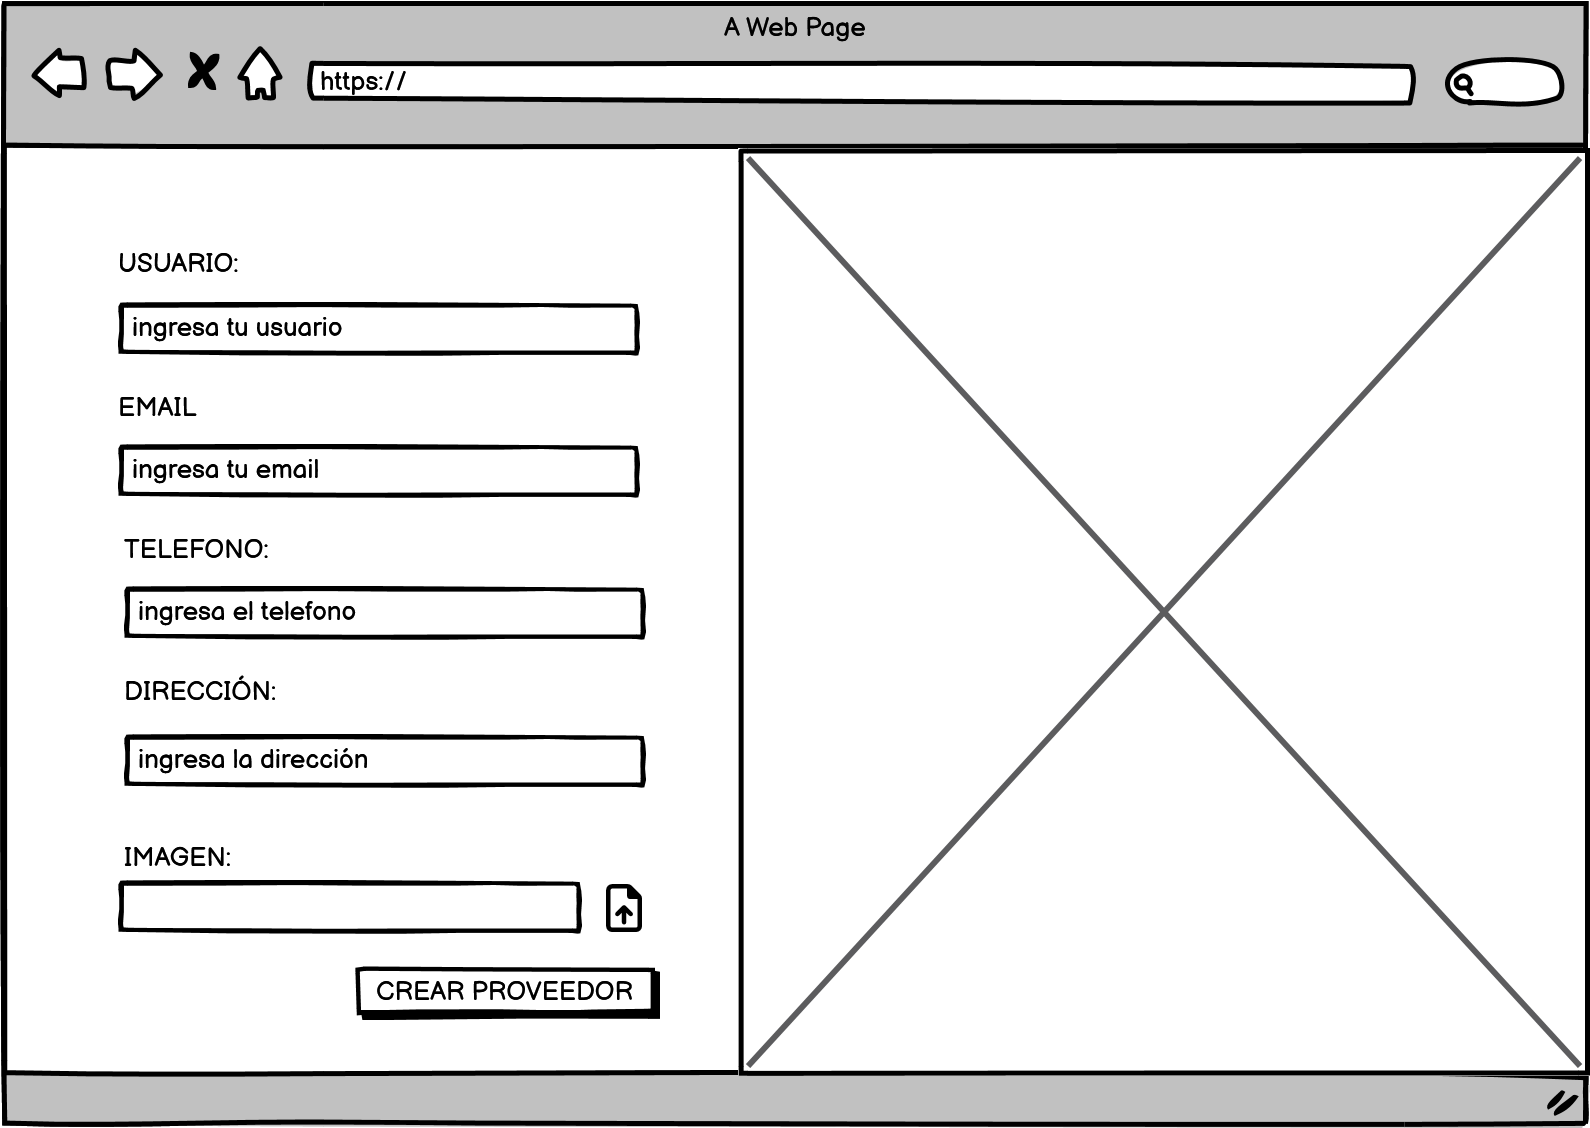 A Web Page
https://
USUARIO:
ingresa tu usuario
EMAIL
ingresa tu email
TELEFONO:
ingresa el telefono
DIRECCIÓN:
ingresa la dirección
IMAGEN:
CREAR PROVEEDOR